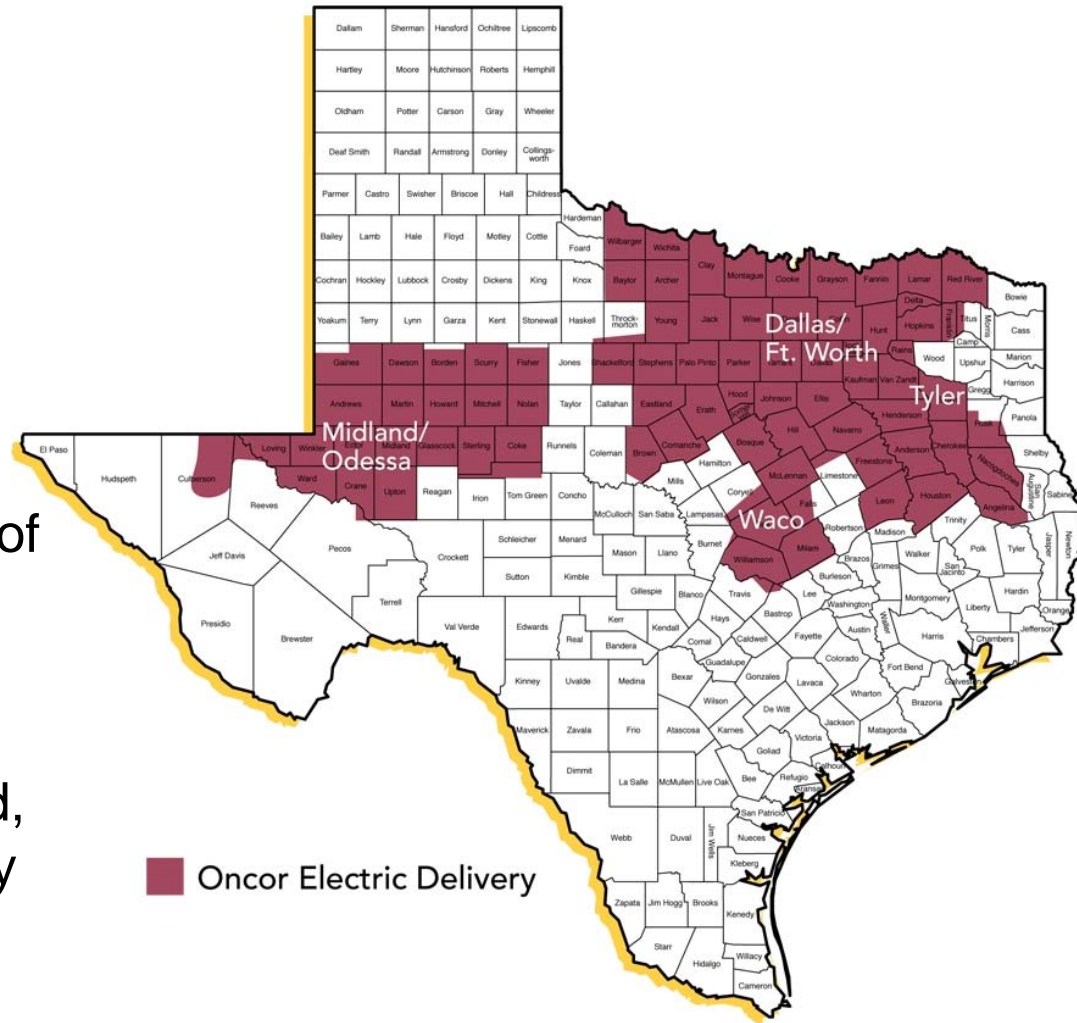 Dallam Sherman Hansford Ochiltree Lipscomb
Hartley Moore Hutchinson Roberts Hemphill
Oldham Potter Carson Gray Wheeler
Deaf Smith Randall Armstrong Donley Collings-
worth
Parmer Castro Swisher Briscoe Hall Childress
Hardeman
Bailey Lamb Hale Floyd Motley Cottle Foard Wilbarger Wichita
Clay
Cochran Hockley Lubbock Crosby Dickens King Knox Baylor Archer Montague Cooke Grayson Fannin Lamar Red River
Bowie
Delta
Yoakum Terry Lynn Garza Kent Stonewall Haskell Throck-
morton Young Jack Wise Hunt Hopkins Franklin Titus Morris Cass
Dallas/
Ft. Worth
Camp
Gaines Dawson Borden Scurry Fisher Jones Shackelford Stephens Palo Pinto Parker Rains Wood Upshur Marion
Kaufman Van Zandt Gregg Harrison
Tyler
Andrews Martin Howard Mitchell Nolan Taylor Callahan Eastland Erath Hood Johnson Ellis Henderson Rusk Panola
Midland/
Odessa
El Paso Hudspeth Culberson Loving Winkler Midland Glasscock Sterling Coke Runnels Coleman Brown Comanche Bosque Hill Navarro Anderson Cherokee Shelby
Ward Crane Upton Reagan Irion Tom Green Concho Mills Hamilton McLennan Limestone Freestone Nacogdoches San Augustine Sabine
Reeves McCulloch San Saba Lampasas Coryell Falls Leon Houston Angelina
Waco
Jeff Davis Pecos Crockett Schleicher Menard Mason Llano Burnet Williamson Milam Robertson Madison Trinity Polk Tyler Jasper Newton
of
Sutton Kimble Brazos Grimes Walker San Jacinto Hardin
Presidio Brewster Terrell Val Verde Edwards Gillespie Blanco Travis Lee Burleson Washington Montgomery Liberty Orange
Real Kerr Kendall Hays Bastrop Fayette Austin Waller Harris Chambers Jefferson
Bandera Comal Caldwell Colorado Fort Bend Galveston
Kinney Uvalde Medina Bexar Guadalupe Gonzales Lavaca Wharton Brazoria
Maverick Zavala Frio Atascosa Wilson Karnes De Witt Jackson Matagorda
Goliad Victoria Calhoun
Dimmit La Salle McMullen Live Oak Bee Refugio Aransas
San Patricio
d,
Webb Duval Jim Wells Nueces
y
Kleberg
Oncor Electric Delivery
Zapata Jim Hogg Brooks Kenedy
Starr Hidalgo Willacy
Cameron